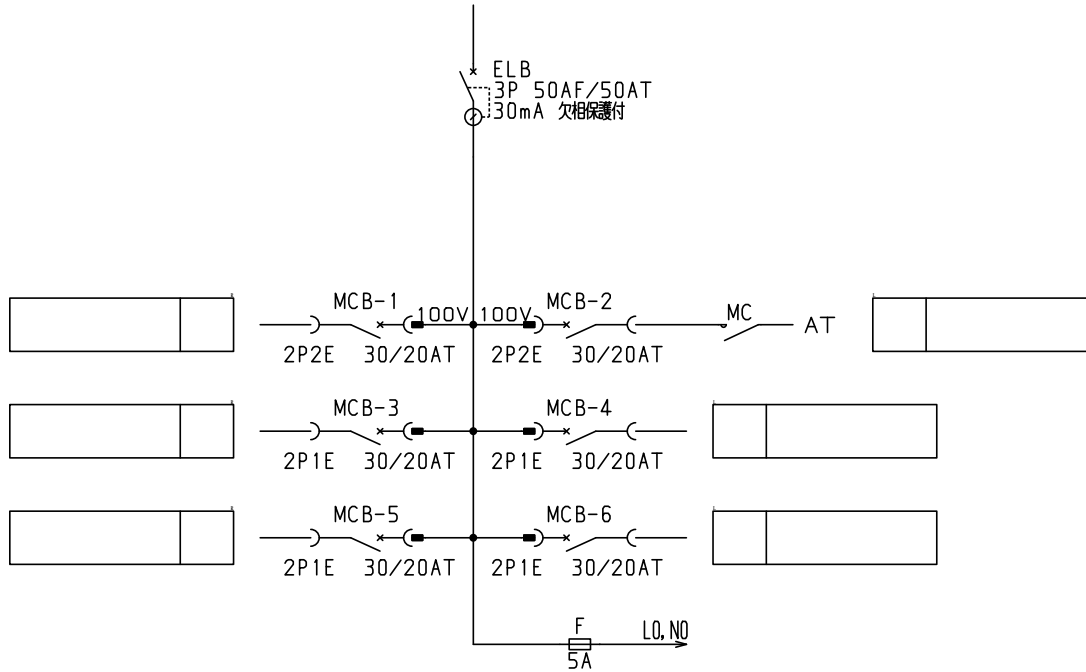 ELB
3P 50AF/50AT
30mA 欠相保護付
MCB-1
100V
100V
MCB-2
MC
AT
2P2E 30/20AT
2P2E 30/20AT
MCB-3
MCB-4
2P1E 30/20AT
2P1E 30/20AT
MCB-5
MCB-6
2P1E 30/20AT
2P1E 30/20AT
F
L0,N0
5A